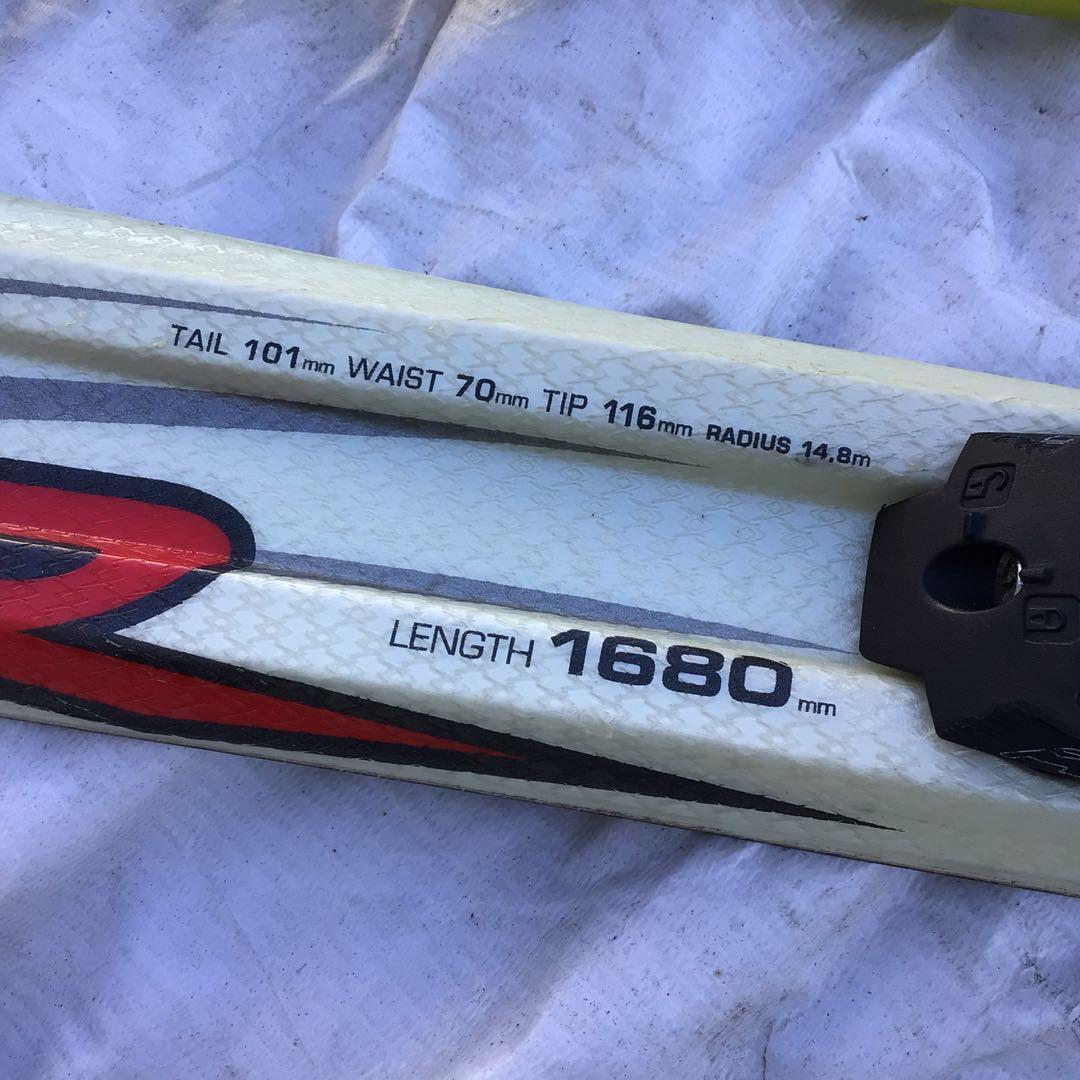 TAIL 101mm WAIST 70mm TIP 116mm RADIUS 14.8m
LENGTH 1680mm